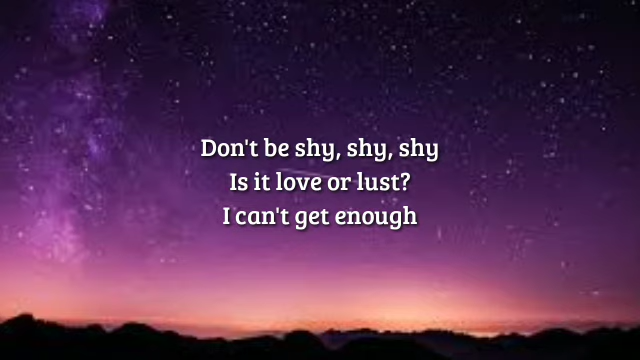 Don't be shy, shy, shy
Is it love or lust?
I can't get enough